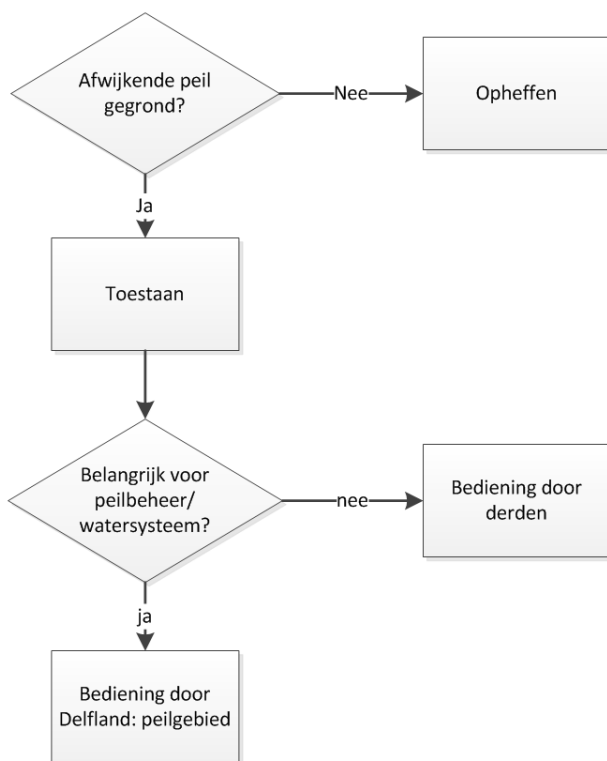 Afwijkende peil
gegrond?
Nee
Opheffen
Ja
Toestaan
Belangrijk voor
peilbeheer/
watersysteem?
nee
Bediening door
derden
ja
Bediening door
Delfland: peilgebied